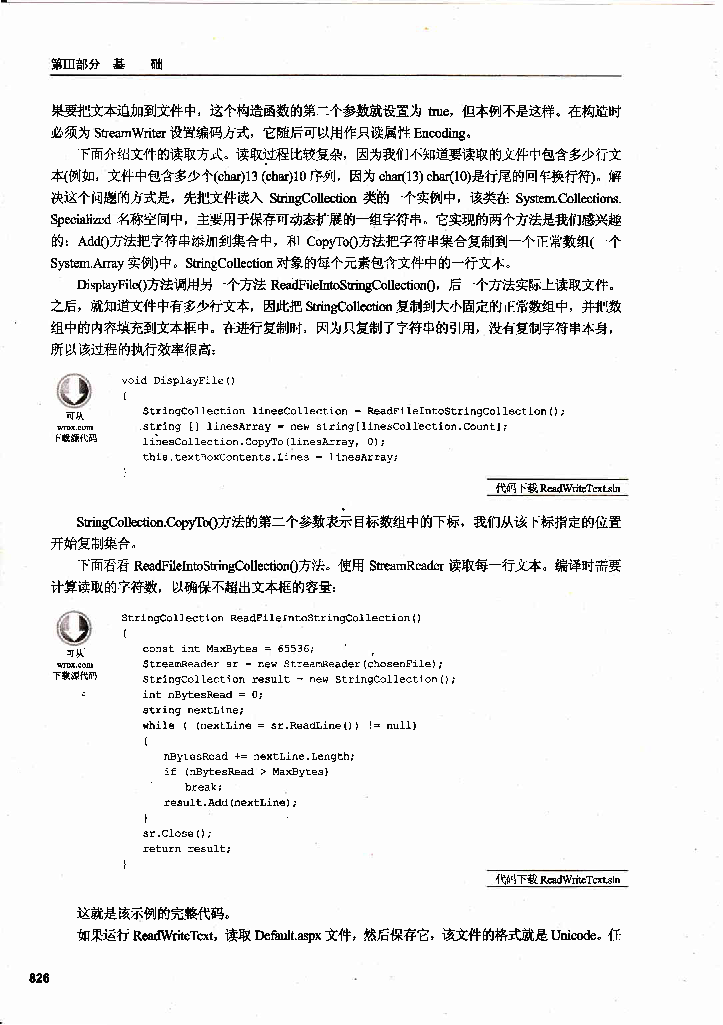 第III部分 基 础
果要把文本追加到文件中，这个构造函数的第二个参数就设置为 true，但本例不是这样。在构造时
必须为 StreamWriter 设置编码方式，它随后可以用作只读属性 Encoding。
下面介绍文件的读取方式。读取过程比较复杂，因为我们不知道要读取的文件中包含多少行文
本(例如，文件中包含多少个(char)13 (char)10 序列，因为 char(13) char(10)是行尾的回车换行符)。解
决这个问题的方式是，先把文件读入 StringCollection 类的一个实例中，该类在 System.Collections.
Specialized 名称空间中，主要用于保存可动态扩展的一组字符串。它实现的两个方法是我们感兴趣
的：Add()方法把字符串添加到集合中，和 CopyTo()方法把字符串集合复制到一个正常数组(一个
System.Array 实例)中。StringCollection 对象的每个元素包含文件中的一行文本。
DisplayFile()方法调用另一个方法 ReadFileIntoStringCollection()，后一个方法实际上读取文件。
之后，就知道文件中有多少行文本，因此把 StringCollection 复制到大小固定的正常数组中，并把数
组中的内容填充到文本框中。在进行复制时，因为只复制了字符串的引用，没有复制字符串本身，
所以该过程的执行效率很高：
可从
wrox.com
下载源代码
void DisplayFile()
{
StringCollection linesCollection = ReadFileIntoStringCollection();
string [] linesArray = new string[linesCollection.Count];
linesCollection.CopyTo(linesArray, 0);
this.textBoxContents.Lines = linesArray;
}
代码下载 ReadWriteText.sln
StringCollection.CopyTo()方法的第二个参数表示目标数组中的下标，我们从该下标指定的位置
开始复制集合。
下面看看 ReadFileIntoStringCollection()方法。使用 StreamReader 读取每一行文本。编译时需要
计算读取的字符数，以确保不超出文本框的容量：
可从
wrox.com
下载源代码
StringCollection ReadFileIntoStringCollection()
{
const int MaxBytes = 65536;
StreamReader sr = new StreamReader(chosenFile);
StringCollection result = new StringCollection();
int nBytesRead = 0;
string nextLine;
while ( (nextLine = sr.ReadLine()) != null)
{
nBytesRead += nextLine.Length;
if (nBytesRead > MaxBytes)
break;
result.Add(nextLine);
}
sr.Close();
return result;
}
代码下载 ReadWriteText.sln
这就是该示例的完整代码。
如果运行 ReadWriteText，读取 Default.aspx 文件，然后保存它，该文件的格式就是 Unicode。任
826